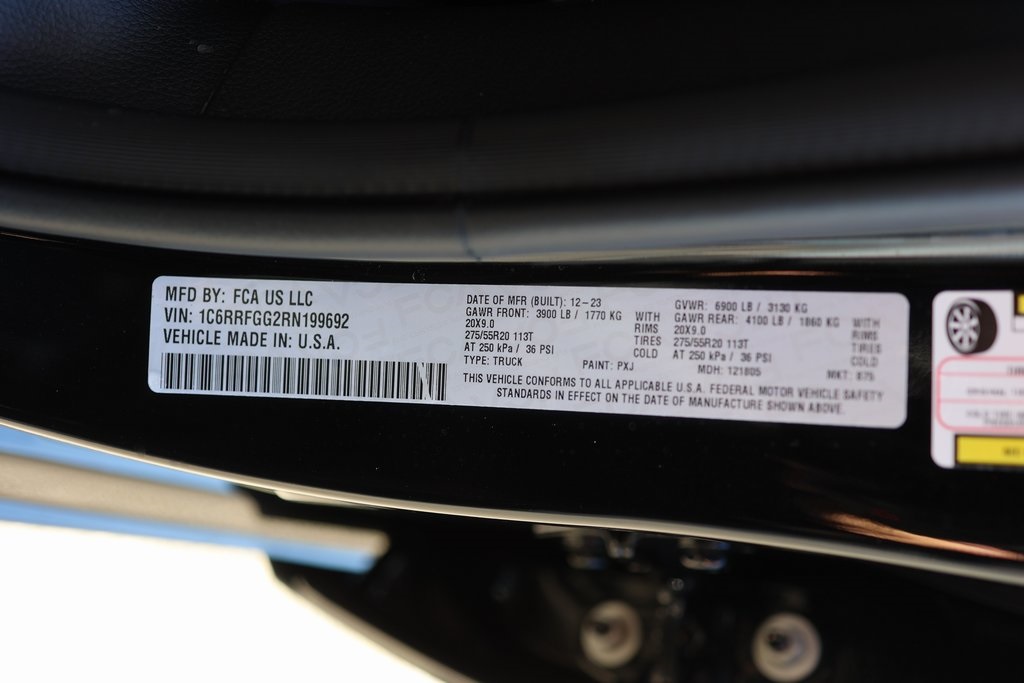 MFD BY: FCA US LLC
VIN: 1C6RRFGG2RN199692
VEHICLE MADE IN: U.S.A.
DATE OF MFR (BUILT): 12-23
GAWR FRONT: 3900 LB / 1770 KG WITH
20X9.0 RIMS
275/55R20 113T TIRES
AT 250 kPa / 36 PSI COLD
TYPE: TRUCK PAINT: PXJ
GVWR: 6900 LB / 3130 KG
GAWR REAR: 4100 LB / 1860 KG WITH
20X9.0 RIMS
275/55R20 113T TIRES
AT 250 kPa / 36 PSI COLD
MDH: 121805 MKT: 875
THIS VEHICLE CONFORMS TO ALL APPLICABLE U.S.A. FEDERAL MOTOR VEHICLE SAFETY
STANDARDS IN EFFECT ON THE DATE OF MANUFACTURE SHOWN ABOVE.